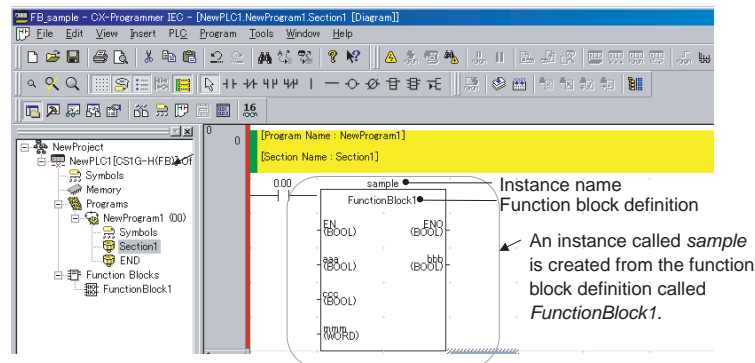 FB_sample - CX-Programmer IEC - [NewPLC1.NewProgram1.Section1 [Diagram]]
File Edit View Insert PLC Program Tools Window Help
16
NewProject
NewPLC1[CS1G-H(FB)] Of
Symbols
Memory
Programs
NewProgram1 (00)
Symbols
Section1
END
Function Blocks
FunctionBlock1
0
0
[Program Name : NewProgram1]
[Section Name : Section1]
0.00
sample
FunctionBlock1
EN
(BOOL)
ENO
(BOOL)
aaa
(BOOL)
bbb
(BOOL)
ccc
(BOOL)
mmm
(WORD)
Instance name
Function block definition
An instance called sample
is created from the function
block definition called
FunctionBlock1.